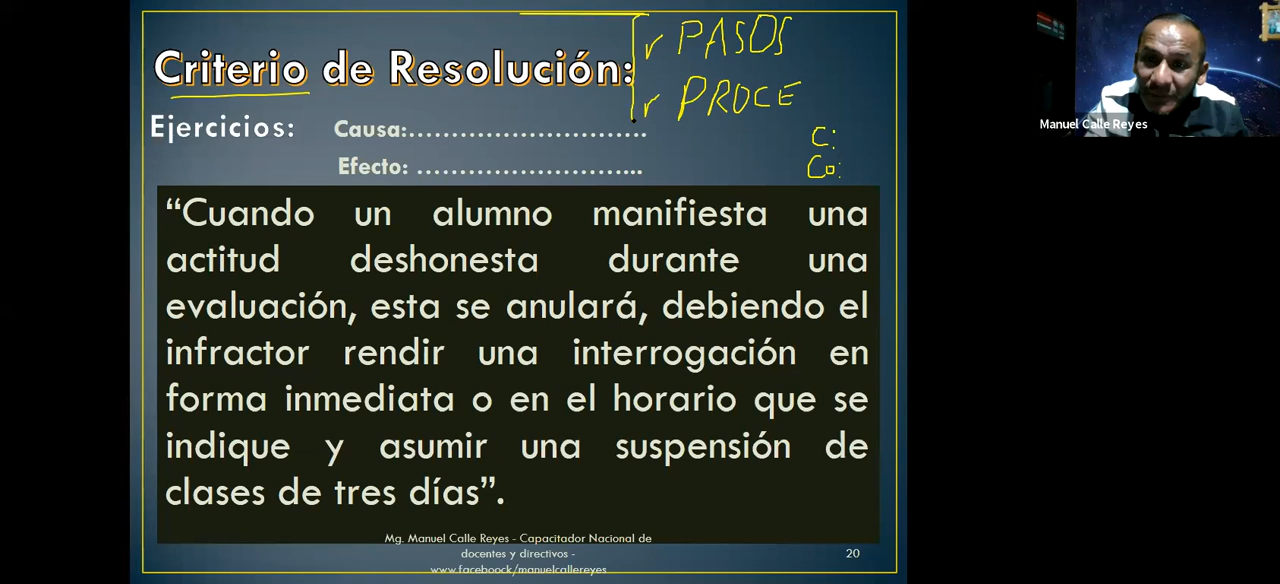 PASOS
Criterio de Resolución:
PROCE
Ejercicios: Causa:............................
C:
Efecto: ............................
Co:
“Cuando un alumno manifiesta una
actitud deshonesta durante una
evaluación, esta se anulará, debiendo el
infractor rendir una interrogación en
forma inmediata o en el horario que se
indique y asumir una suspensión de
clases de tres días”.
Mg. Manuel Calle Reyes - Capacitador Nacional de
docentes y directivos -
www.faceboock/manuelcallereyes
20
Manuel Calle Reyes